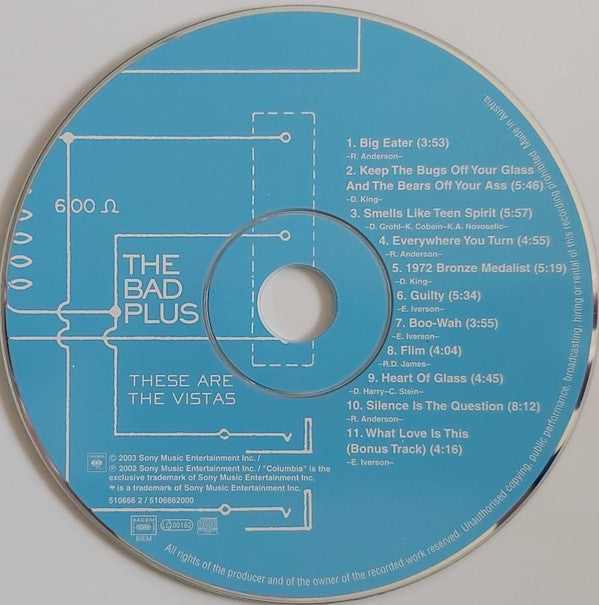 600 Ω
THE
BAD
PLUS
THESE ARE
THE VISTAS
1. Big Eater (3:53)
–R. Anderson–
2. Keep The Bugs Off Your Glass
And The Bears Off Your Ass (5:46)
–D. King–
3. Smells Like Teen Spirit (5:57)
–D. Grohl–K. Cobain–K.A. Novoselic–
4. Everywhere You Turn (4:55)
–R. Anderson–
5. 1972 Bronze Medalist (5:19)
–D. King–
6. Guilty (5:34)
–E. Iverson–
7. Boo-Wah (3:55)
–E. Iverson–
8. Flim (4:04)
–R.D. James–
9. Heart Of Glass (4:45)
–D. Harry–C. Stein–
10. Silence Is The Question (8:12)
–R. Anderson–
11. What Love Is This
(Bonus Track) (4:16)
–E. Iverson–
© 2003 Sony Music Entertainment Inc. /
℗ 2002 Sony Music Entertainment Inc. / "Columbia" is the
exclusive trademark of Sony Music Entertainment Inc.
is a trademark of Sony Music Entertainment Inc.
510666 2 / 5106662000
BIEM
LC 00162
All rights of the producer and of the owner of the recorded work reserved. Unauthorised copying, public performance, broadcasting, hiring or rental of this recording prohibited. Made in Austria.